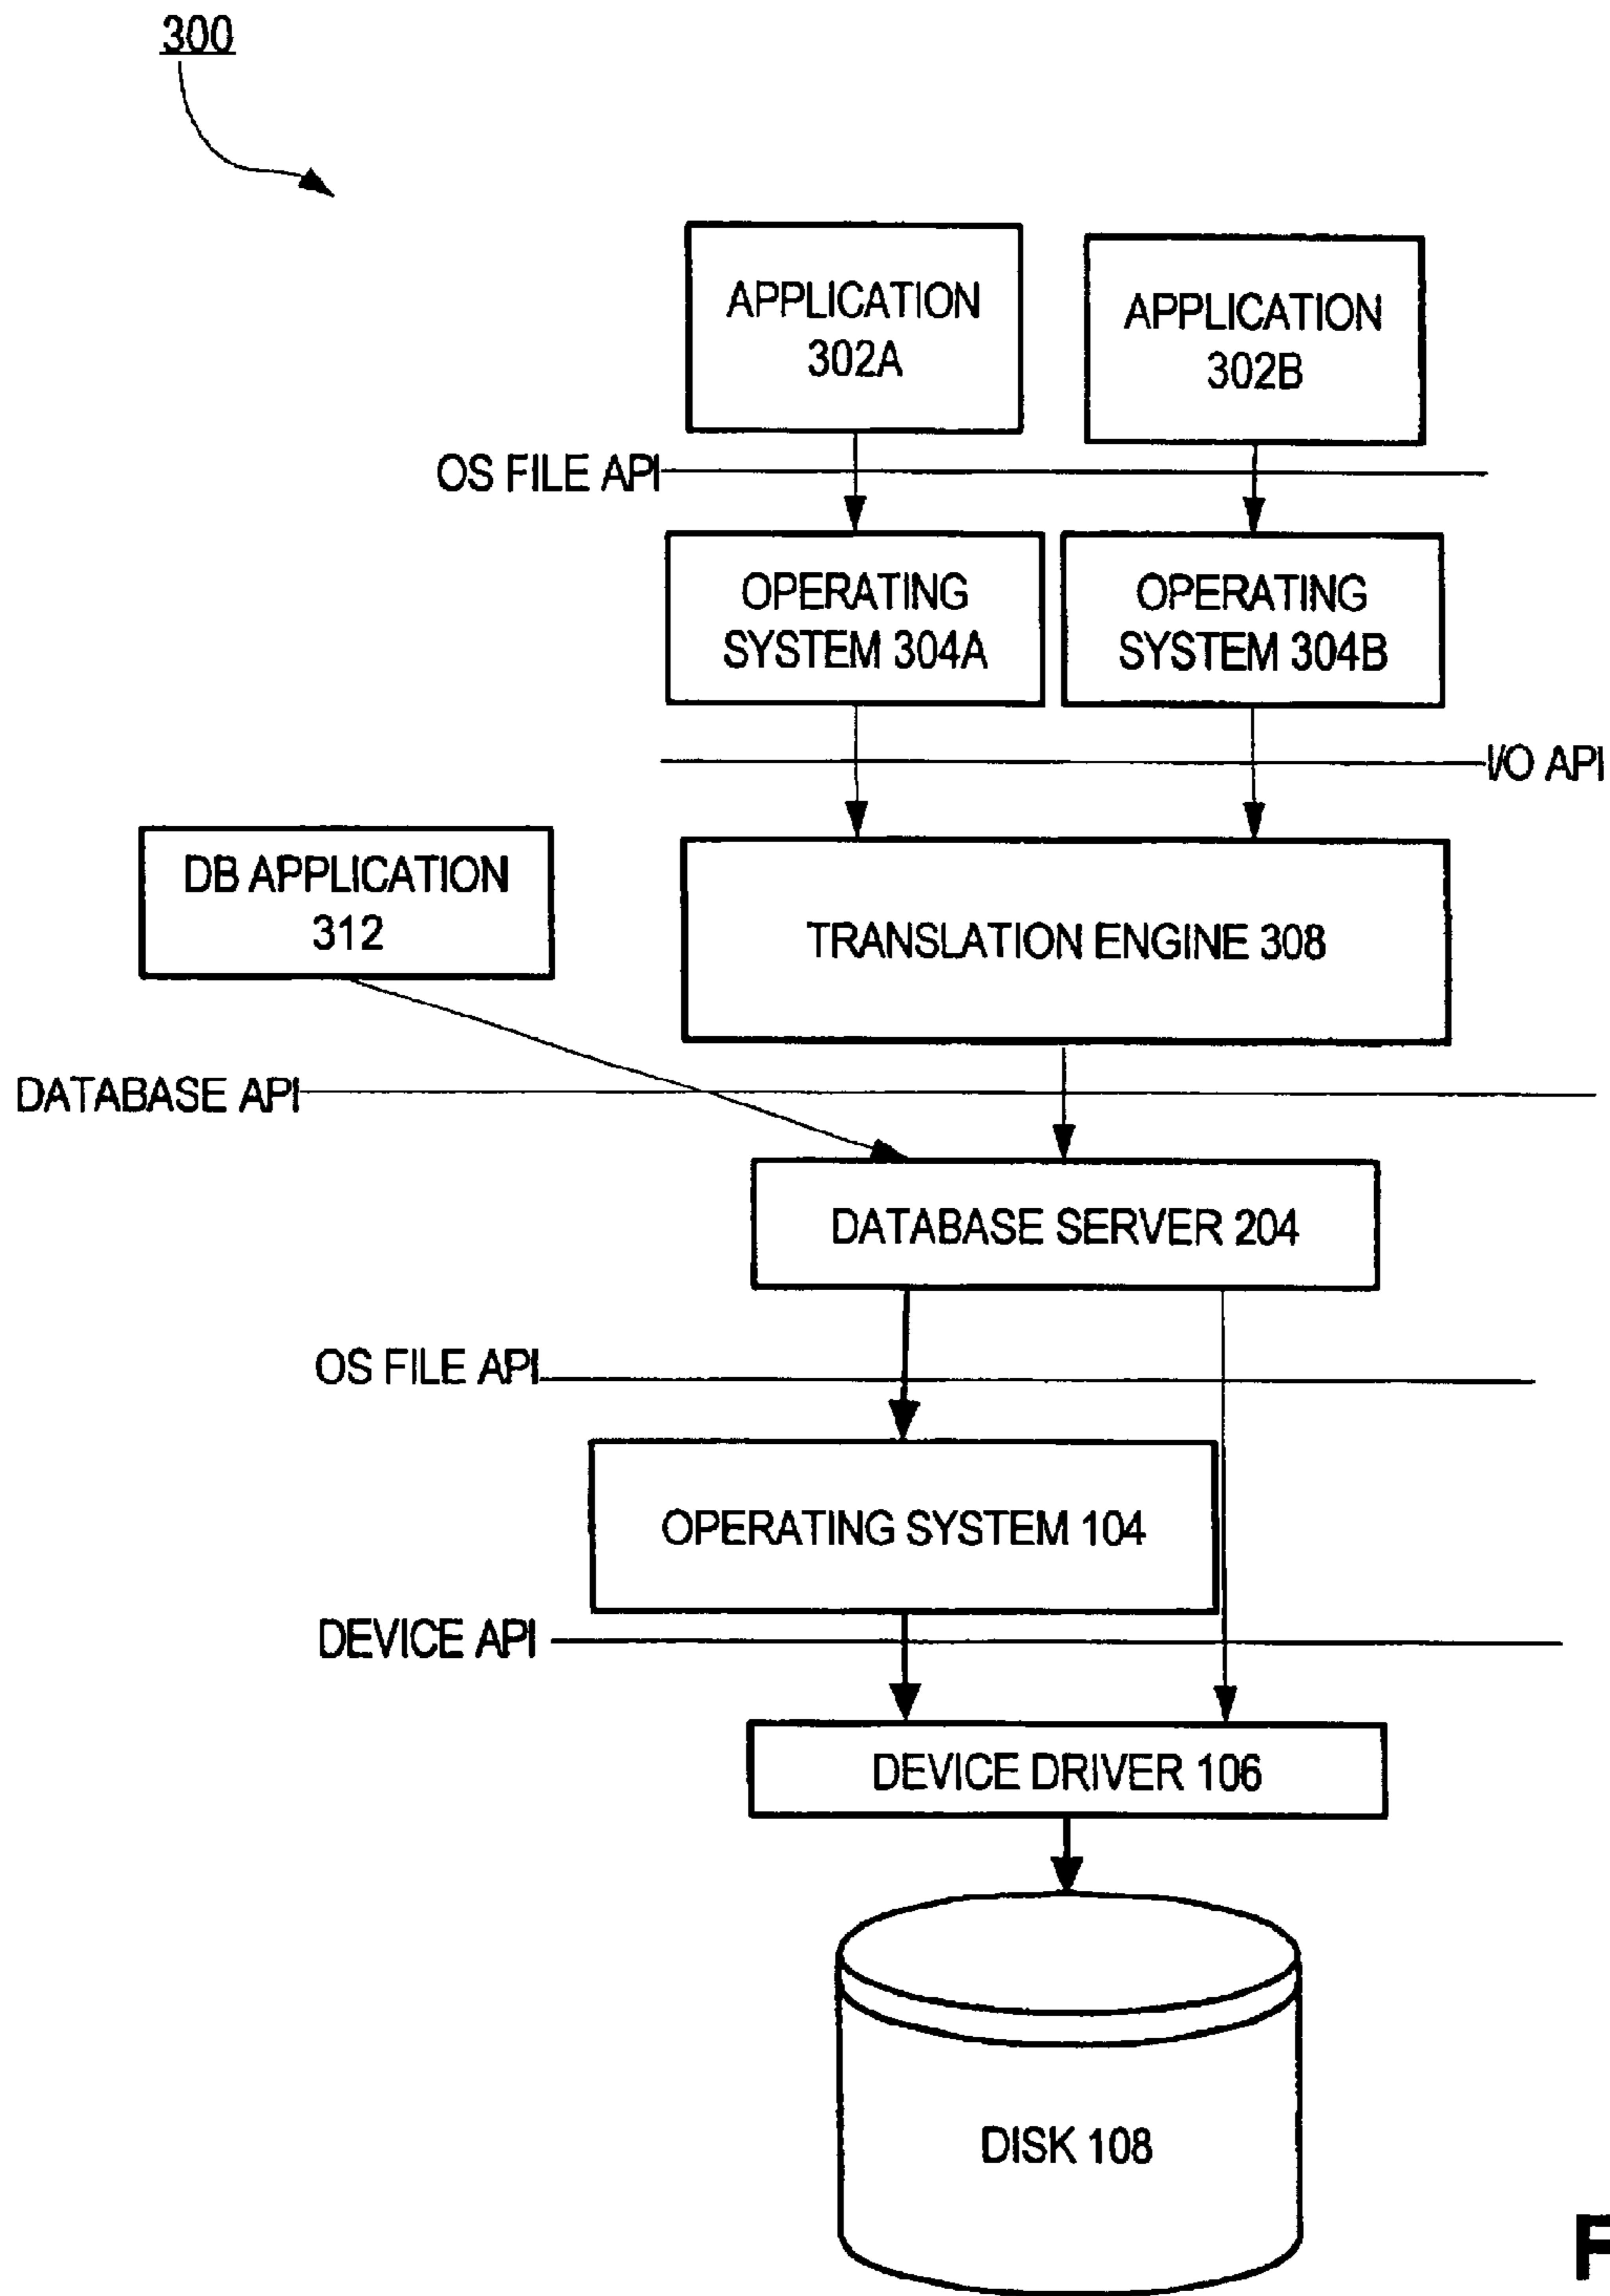 300
APPLICATION
302A
APPLICATION
302B
OS FILE API
OPERATING
SYSTEM 304A
OPERATING
SYSTEM 304B
I/O API
DB APPLICATION
312
TRANSLATION ENGINE 308
DATABASE API
DATABASE SERVER 204
OS FILE API
OPERATING SYSTEM 104
DEVICE API
DEVICE DRIVER 106
DISK 108
F